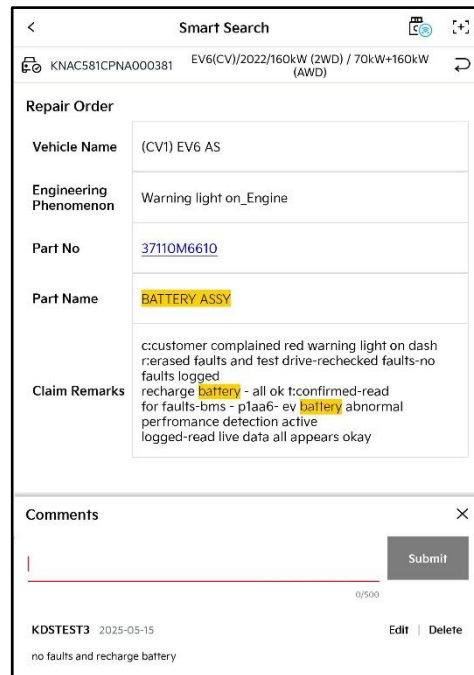 Smart Search
KNAC581CPNA000381
EV6(CV)/2022/160kW (2WD) / 70kW+160kW
(AWD)
Repair Order
Vehicle Name
(CV1) EV6 AS
Engineering
Phenomenon
Warning light on_Engine
Part No
37110M6610
Part Name
BATTERY ASSY
Claim Remarks
c:customer complained red warning light on dash
r:erased faults and test drive-rechecked faults-no
faults logged
recharge battery - all ok t:confirmed-read
for faults-bms - p1aa6- ev battery abnormal
perfromance detection active
logged-read live data all appears okay
Comments
Submit
0/500
KDSTEST3 2025-05-15
Edit | Delete
no faults and recharge battery